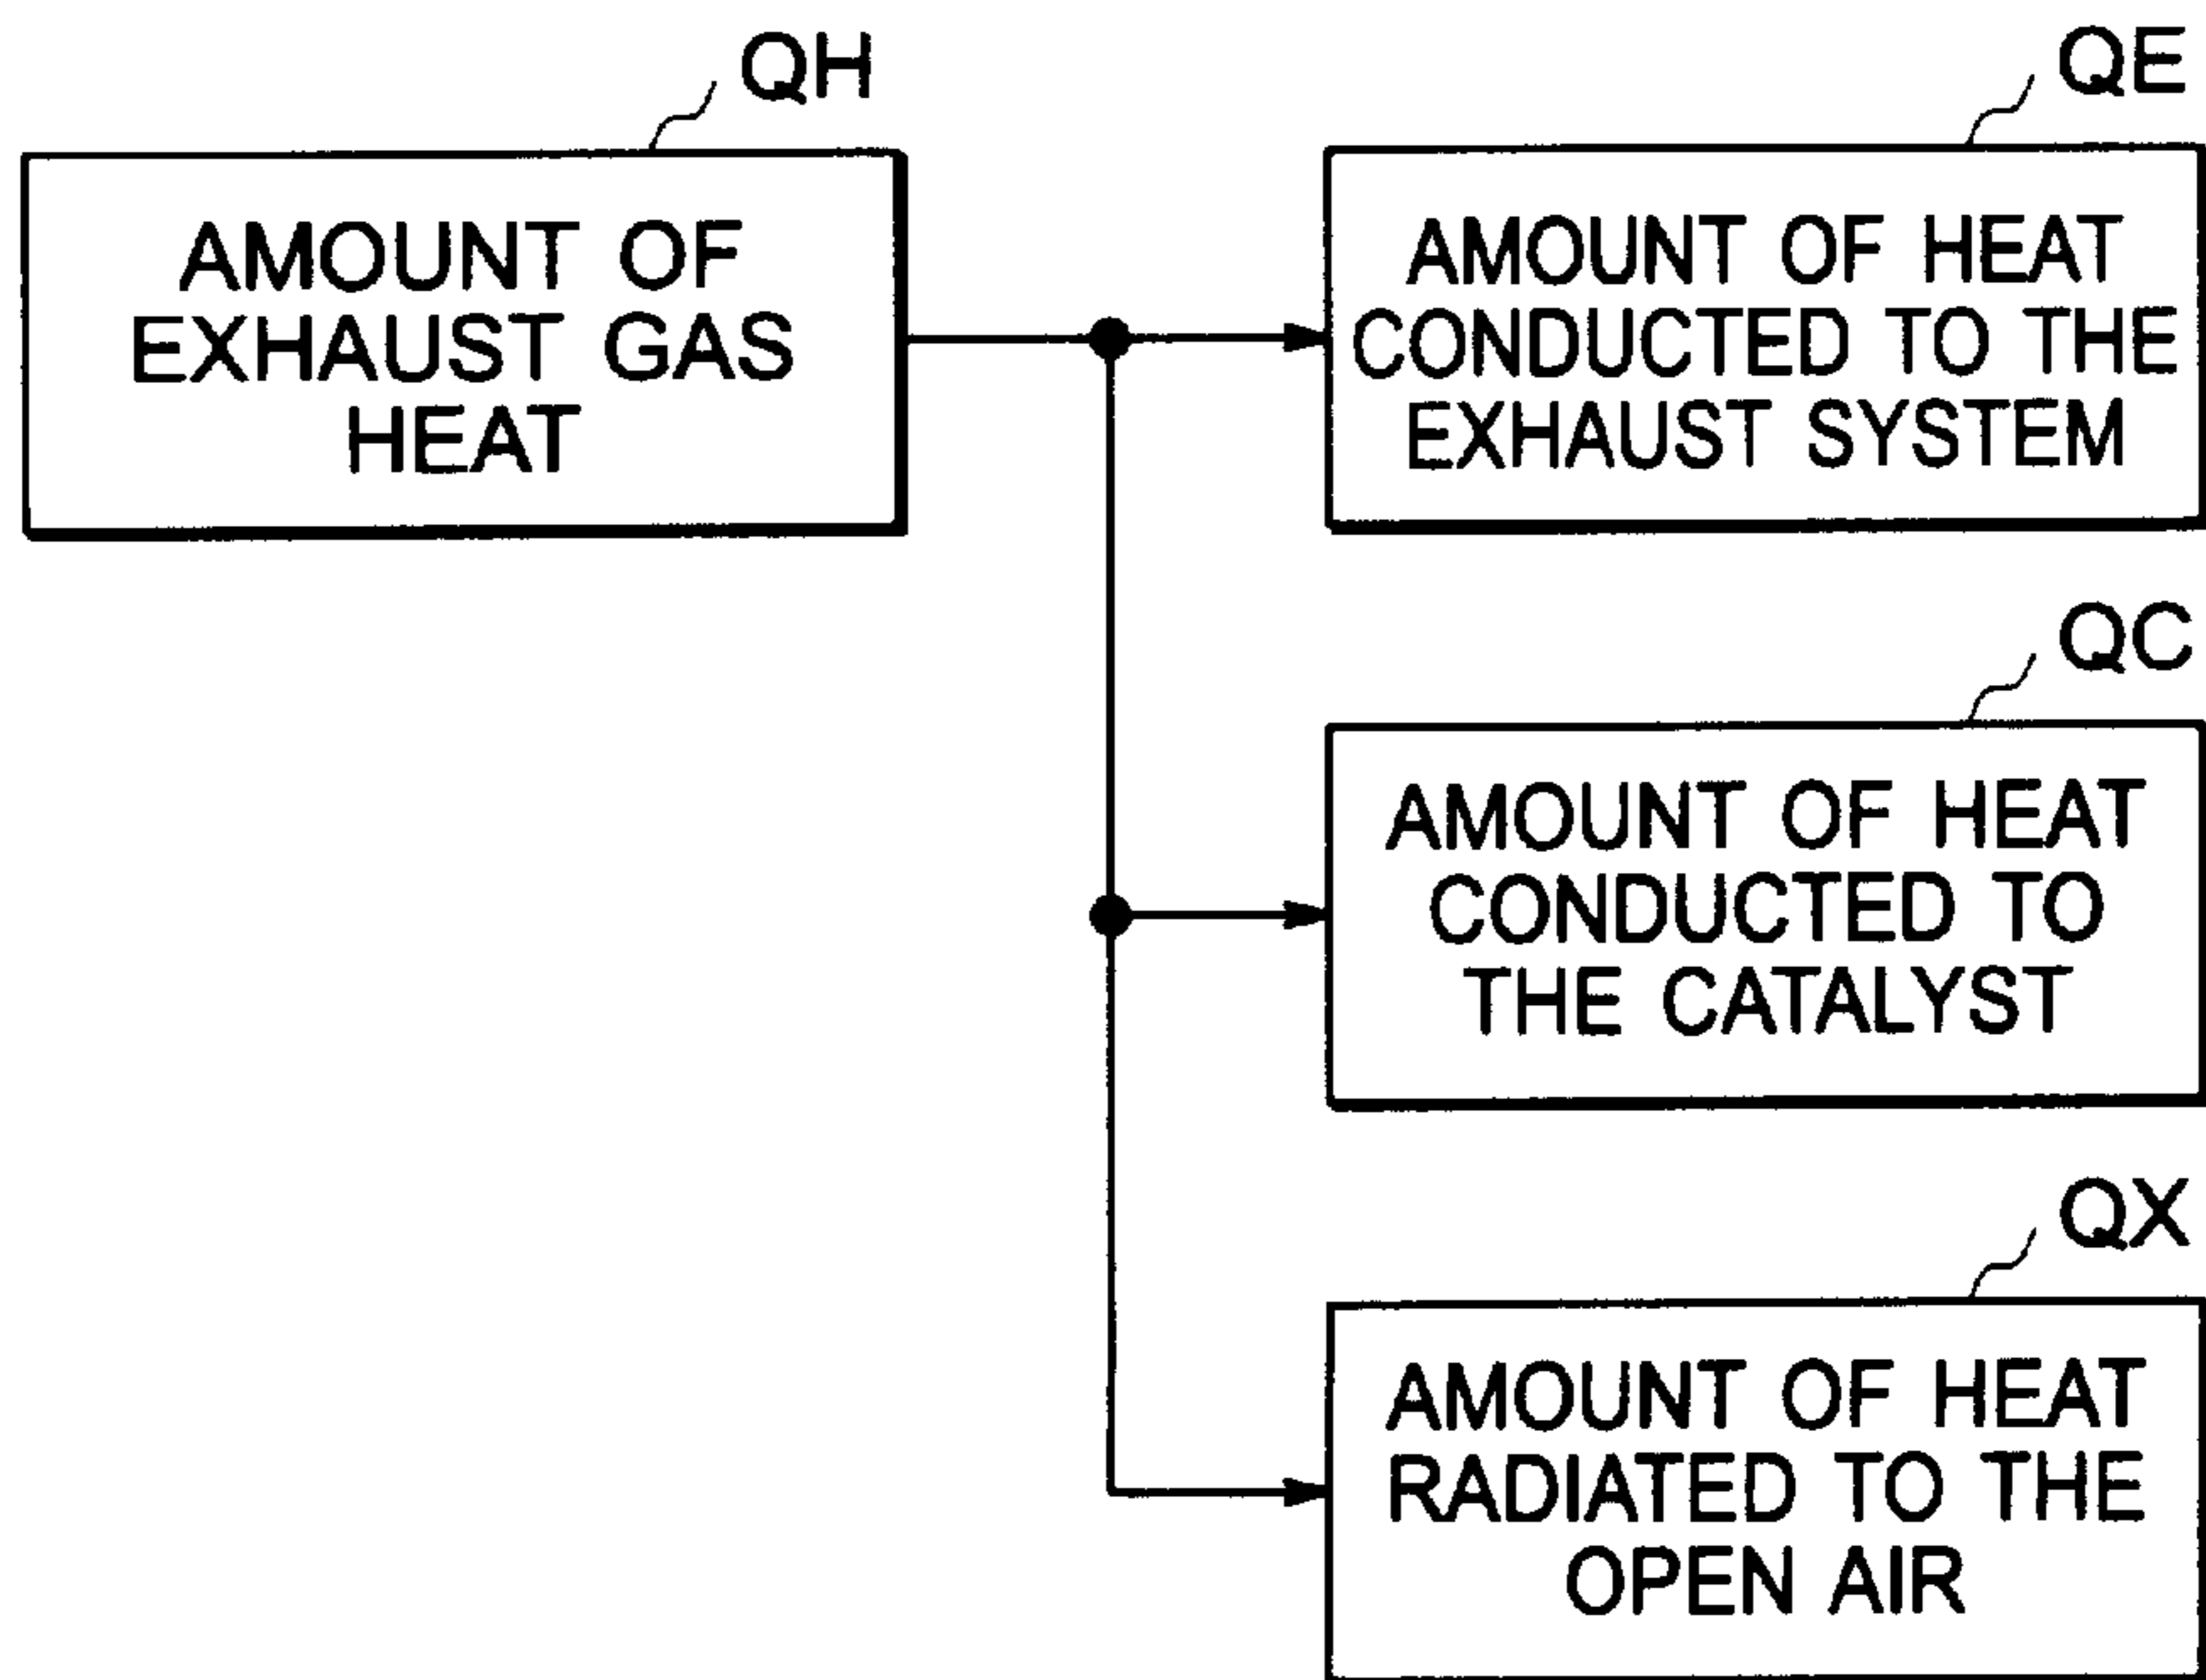 QH
AMOUNT OF
EXHAUST GAS
HEAT
QE
AMOUNT OF HEAT
CONDUCTED TO THE
EXHAUST SYSTEM
QC
AMOUNT OF HEAT
CONDUCTED TO
THE CATALYST
QX
AMOUNT OF HEAT
RADIATED TO THE
OPEN AIR